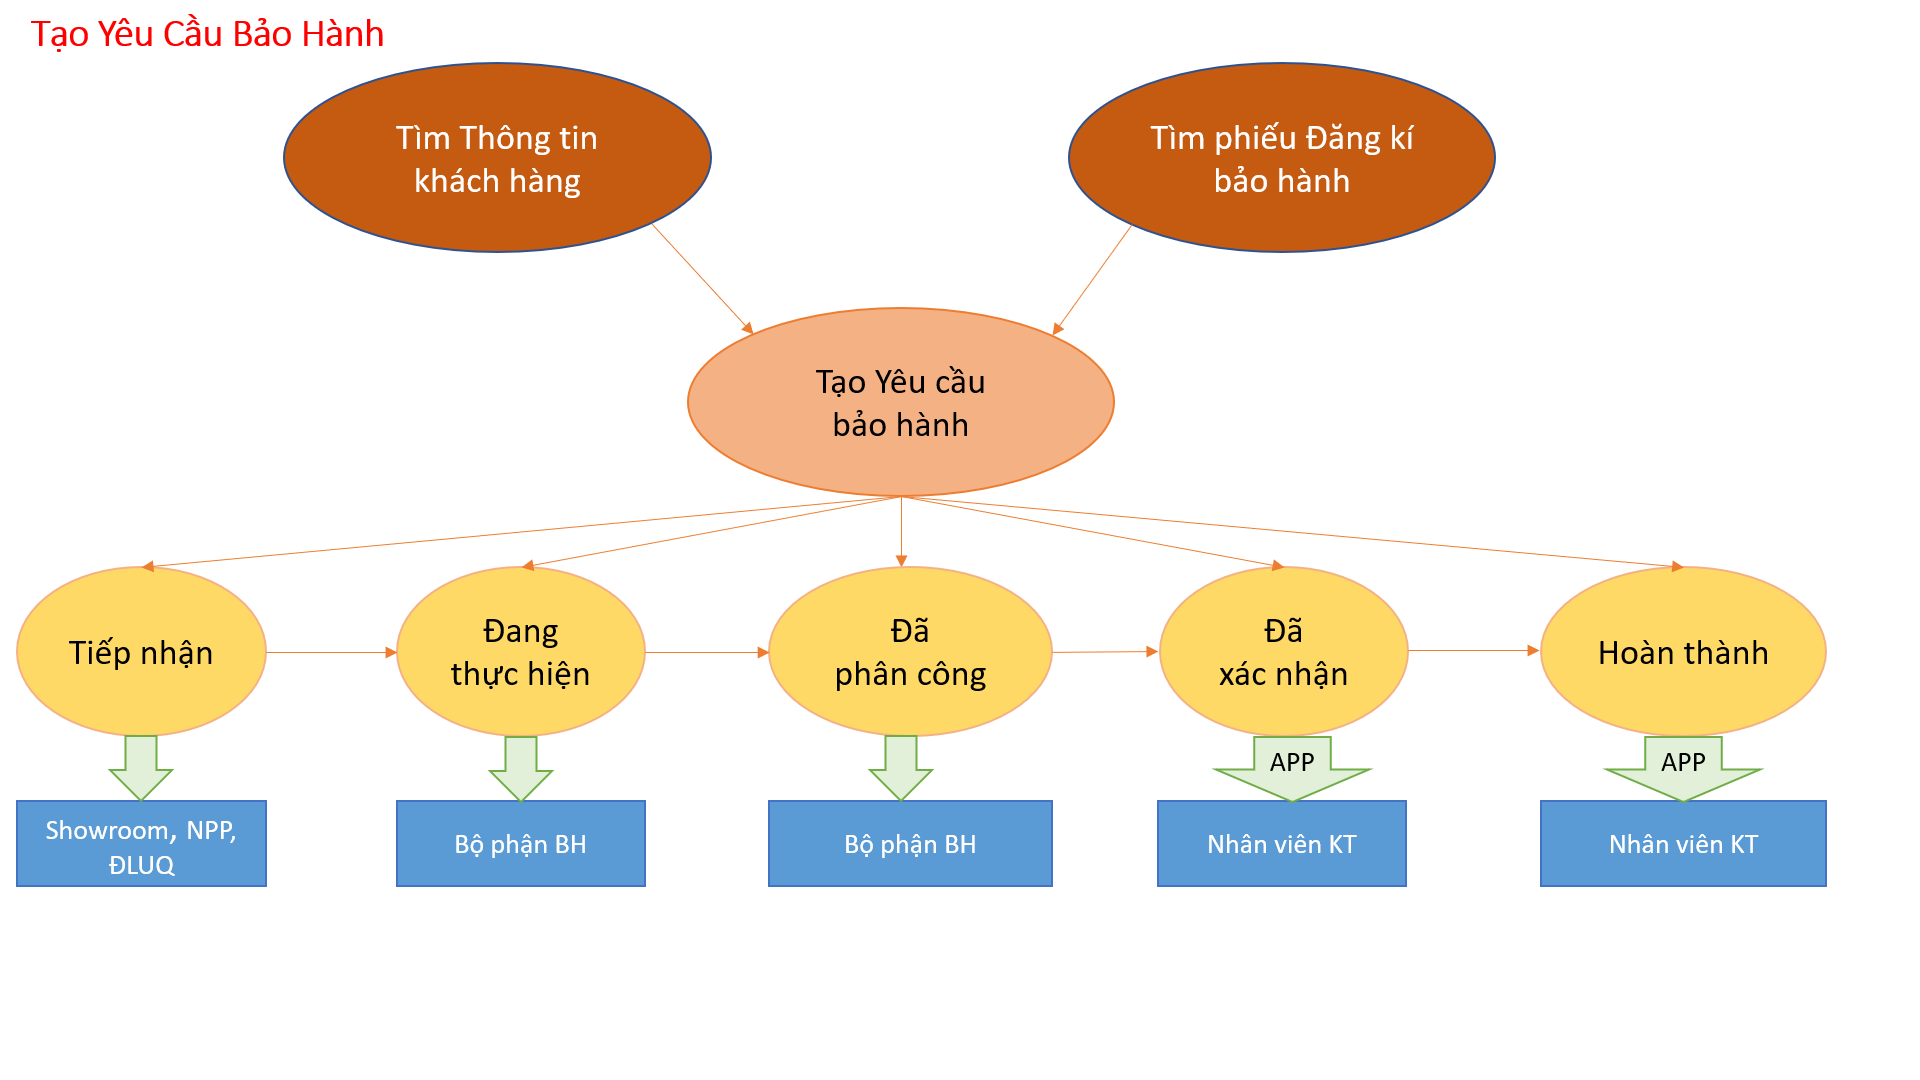 Tạo Yêu Cầu Bảo Hành
Tìm Thông tin
khách hàng
Tìm phiếu Đăng kí
bảo hành
Tạo Yêu cầu
bảo hành
Tiếp nhận
Đang
thực hiện
Đã
phân công
Đã
xác nhận
Hoàn thành
APP
APP
Showroom, NPP,
ĐLUQ
Bộ phận BH
Bộ phận BH
Nhân viên KT
Nhân viên KT